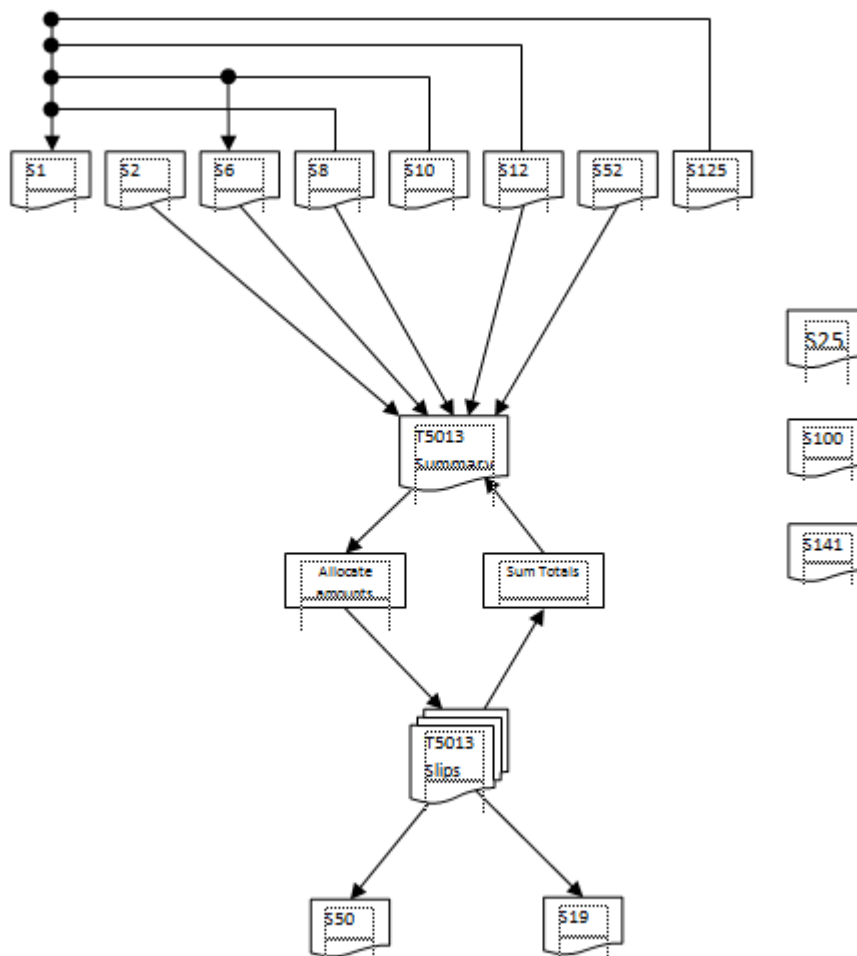 S1
S2
S6
S8
S10
S12
S52
S125
S25
T5013
Summary
S100
S141
Allocate
amounts
Sum Totals
T5013
Slips
S50
S19